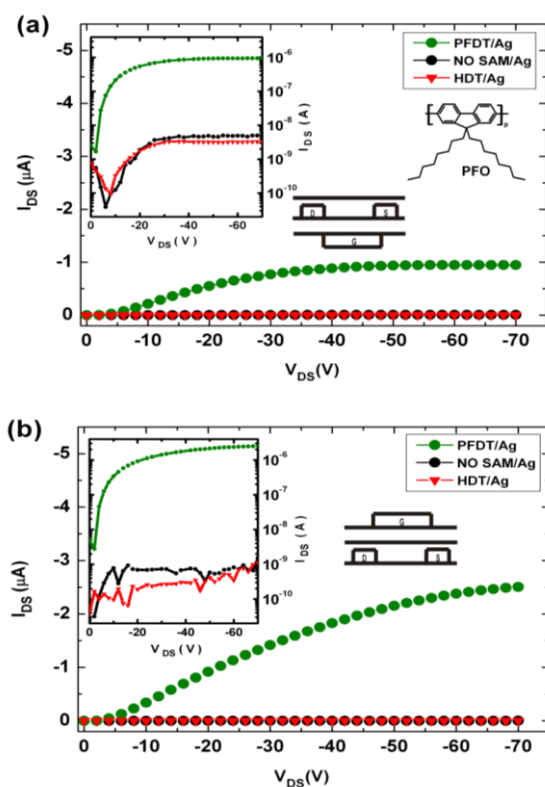 (a)
-5
-4
-3
-2
-1
0
I_DS (μA)
0 -10 -20 -30 -40 -50 -60 -70
V_DS(V)
PFDT/Ag
NO SAM/Ag
HDT/Ag
PFO
n
D S
G
10^-6
10^-7
10^-8
10^-9
10^-10
I_DS (A)
0 -20 -40 -60
V_DS (V)
(b)
-5
-4
-3
-2
-1
0
I_DS (μA)
0 -10 -20 -30 -40 -50 -60 -70
V_DS(V)
PFDT/Ag
NO SAM/Ag
HDT/Ag
G
D S
10^-6
10^-7
10^-8
10^-9
10^-10
I_DS (A)
0 -20 -40 -60
V_DS (V)